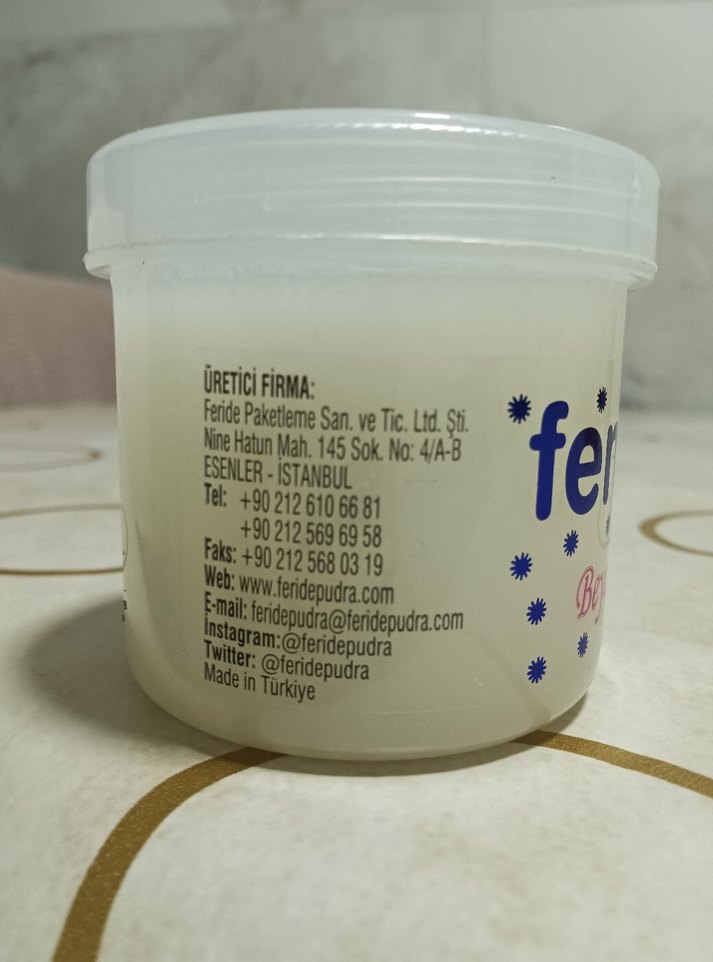 ÜRETİCİ FİRMA:
Feride Paketleme San. ve Tic. Ltd. Şti.
Nine Hatun Mah. 145 Sok. No: 4/A-B
ESENLER - İSTANBUL
Tel: +90 212 610 66 81
+90 212 569 69 58
Faks: +90 212 568 03 19
Web: www.feridepudra.com
E-mail: feridepudra@feridepudra.com
İnstagram:@feridepudra
Twitter: @feridepudra
Made in Türkiye